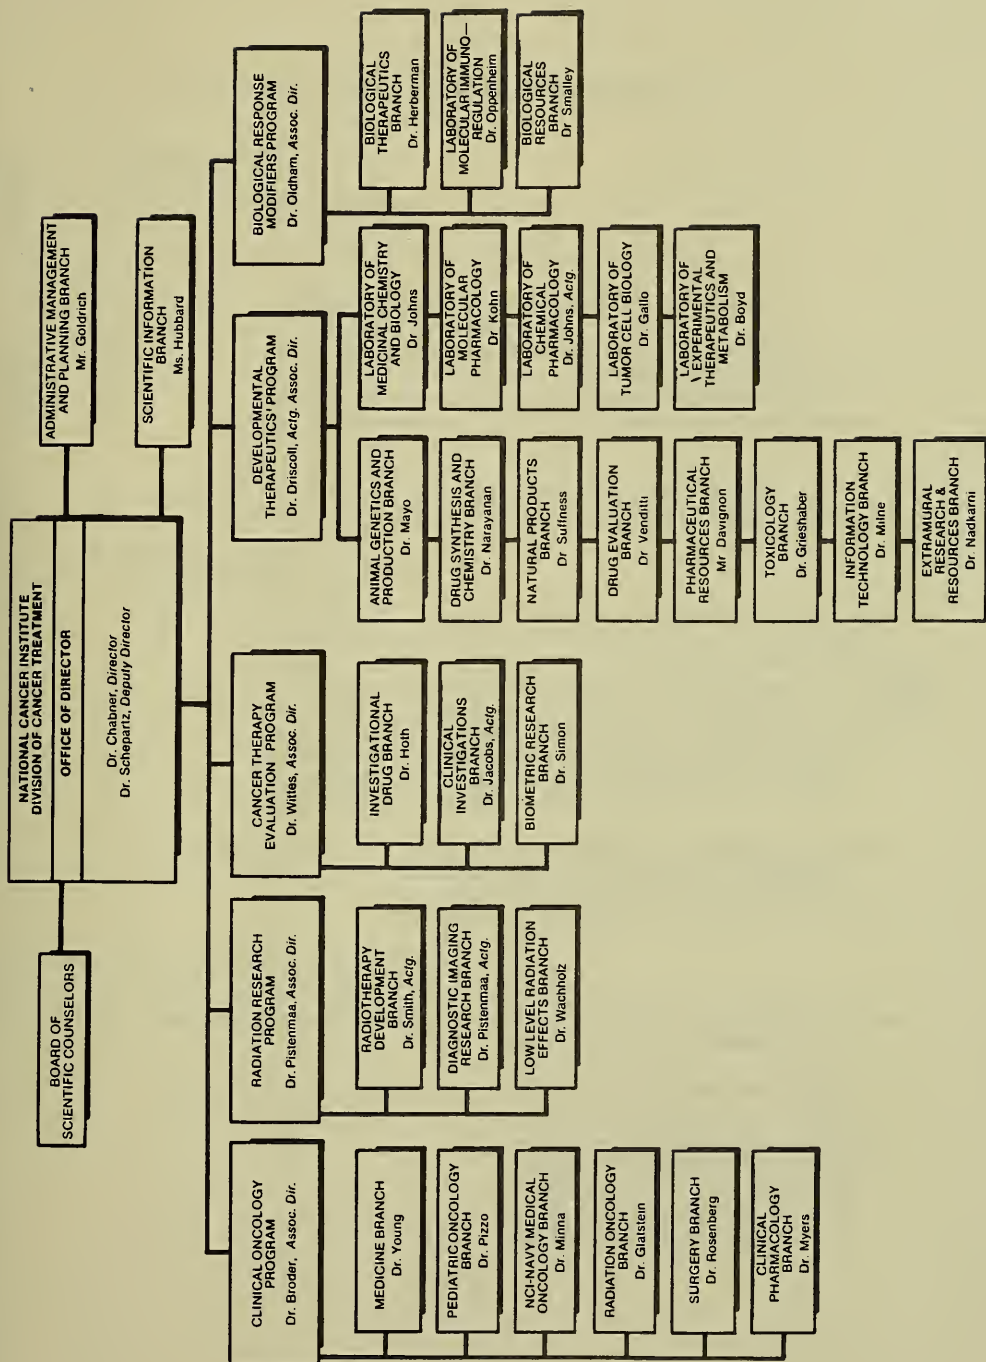 NATIONAL CANCER INSTITUTE
DIVISION OF CANCER TREATMENT
OFFICE OF DIRECTOR
Dr. Chabner, Director
Dr. Schepartz, Deputy Director
BOARD OF
SCIENTIFIC COUNSELORS
ADMINISTRATIVE MANAGEMENT
AND PLANNING BRANCH
Mr. Goldrich
SCIENTIFIC INFORMATION
BRANCH
Ms. Hubbard
CLINICAL ONCOLOGY
PROGRAM
Dr. Broder, Assoc. Dir.
MEDICINE BRANCH
Dr. Young
PEDIATRIC ONCOLOGY
BRANCH
Dr. Pizzo
NCI-NAVY MEDICAL
ONCOLOGY BRANCH
Dr. Minna
RADIATION ONCOLOGY
BRANCH
Dr. Glatstein
SURGERY BRANCH
Dr. Rosenberg
CLINICAL
PHARMACOLOGY
BRANCH
Dr. Myers
RADIATION RESEARCH
PROGRAM
Dr. Pistenmaa, Assoc. Dir.
RADIOTHERAPY
DEVELOPMENT
BRANCH
Dr. Smith, Actg.
DIAGNOSTIC IMAGING
RESEARCH BRANCH
Dr. Pistenmaa, Actg.
LOW LEVEL RADIATION
EFFECTS BRANCH
Dr. Wachholz
CANCER THERAPY
EVALUATION PROGRAM
Dr. Wittes, Assoc. Dir.
INVESTIGATIONAL
DRUG BRANCH
Dr. Hoth
CLINICAL
INVESTIGATIONS
BRANCH
Dr. Jacobs, Actg.
BIOMETRIC RESEARCH
BRANCH
Dr. Simon
DEVELOPMENTAL
THERAPEUTICS' PROGRAM
Dr. Driscoll, Actg. Assoc. Dir.
ANIMAL GENETICS AND
PRODUCTION BRANCH
Dr. Mayo
DRUG SYNTHESIS AND
CHEMISTRY BRANCH
Dr. Narayanan
NATURAL PRODUCTS
BRANCH
Dr Suffness
DRUG EVALUATION
BRANCH
Dr Venditti
PHARMACEUTICAL
RESOURCES BRANCH
Mr Davignon
TOXICOLOGY
BRANCH
Dr. Grieshaber
INFORMATION
TECHNOLOGY BRANCH
Dr. Milne
EXTRAMURAL
RESEARCH &
RESOURCES BRANCH
Dr. Nadkarni
LABORATORY OF
MEDICINAL CHEMISTRY
AND BIOLOGY
Dr Johns
LABORATORY OF
MOLECULAR
PHARMACOLOGY
Dr Kohn
LABORATORY OF
CHEMICAL
PHARMACOLOGY
Dr. Johns. Actg.
LABORATORY OF
TUMOR CELL BIOLOGY
Dr. Gallo
LABORATORY OF
EXPERIMENTAL
THERAPEUTICS AND
METABOLISM
Dr. Boyd
BIOLOGICAL RESPONSE
MODIFIERS PROGRAM
Dr. Oldham, Assoc. Dir.
BIOLOGICAL
THERAPEUTICS
BRANCH
Dr. Herberman
LABORATORY OF
MOLECULAR IMMUNO—
REGULATION
Dr. Oppenheim
BIOLOGICAL
RESOURCES
BRANCH
Dr Smalley